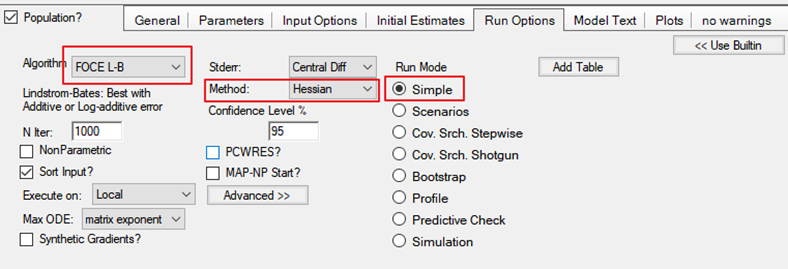 Population?
General Parameters Input Options Initial Estimates Run Options Model Text Plots no warnings
<< Use Builtin
Algorithm FOCE L-B
Lindstrom-Bates: Best with
Additive or Log-additive error
N Iter: 1000
NonParametric
Sort Input?
Execute on: Local
Max ODE: matrix exponent
Synthetic Gradients?
Stderr: Central Diff
Method: Hessian
Confidence Level %
95
PCWRES?
MAP-NP Start?
Advanced >>
Run Mode
Simple
Scenarios
Cov. Srch. Stepwise
Cov. Srch. Shotgun
Bootstrap
Profile
Predictive Check
Simulation
Add Table